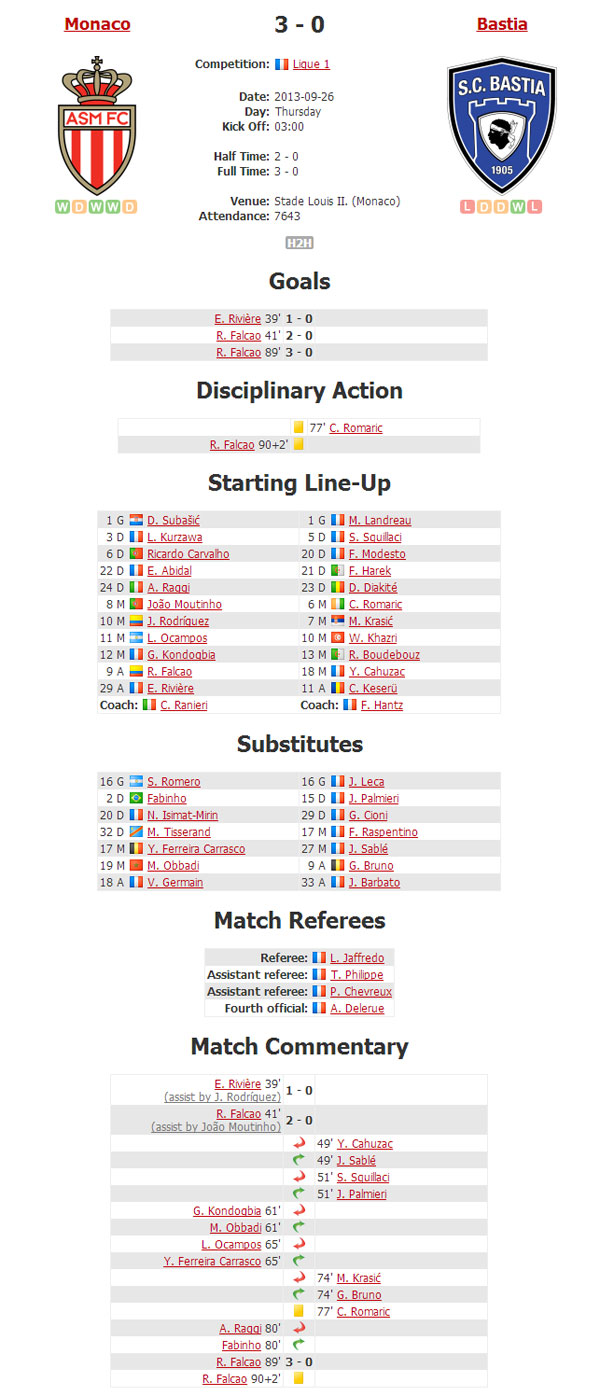 Monaco 3 - 0 Bastia
ASM FC
S.C. BASTIA
1905
Competition: Ligue 1
Date: 2013-09-26
Day: Thursday
Kick Off: 03:00
Half Time: 2 - 0
Full Time: 3 - 0
Venue: Stade Louis II. (Monaco)
Attendance: 7643
W D W W D
L D D W L
H2H
Goals
E. Rivière 39' 1 - 0
R. Falcao 41' 2 - 0
R. Falcao 89' 3 - 0
Disciplinary Action
77' C. Romaric
R. Falcao 90+2'
Starting Line-Up
1 G D. Subašić 1 G M. Landreau
3 D L. Kurzawa 5 D S. Squillaci
6 D Ricardo Carvalho 20 D F. Modesto
22 D E. Abidal 21 D F. Harek
24 D A. Raggi 23 D D. Diakité
8 M João Moutinho 6 M C. Romaric
10 M J. Rodríguez 7 M M. Krasić
11 M L. Ocampos 10 M W. Khazri
12 M G. Kondogbia 13 M R. Boudebouz
9 A R. Falcao 18 M Y. Cahuzac
29 A E. Rivière 11 A C. Keserü
Coach: C. Ranieri Coach: F. Hantz
Substitutes
16 G S. Romero 16 G J. Leca
2 D Fabinho 15 D J. Palmieri
20 D N. Isimat-Mirin 29 D G. Cioni
32 D M. Tisserand 17 M F. Raspentino
17 M Y. Ferreira Carrasco 27 M J. Sablé
19 M M. Obbadi 9 A G. Bruno
18 A V. Germain 33 A J. Barbato
Match Referees
Referee: L. Jaffredo
Assistant referee: T. Philippe
Assistant referee: P. Chevreux
Fourth official: A. Delerue
Match Commentary
E. Rivière 39' 1 - 0
(assist by J. Rodríguez)
R. Falcao 41' 2 - 0
(assist by João Moutinho)
49' Y. Cahuzac
49' J. Sablé
51' S. Squillaci
51' J. Palmieri
G. Kondogbia 61'
M. Obbadi 61'
L. Ocampos 65'
Y. Ferreira Carrasco 65'
74' M. Krasić
74' G. Bruno
77' C. Romaric
A. Raggi 80'
Fabinho 80'
R. Falcao 89' 3 - 0
R. Falcao 90+2'